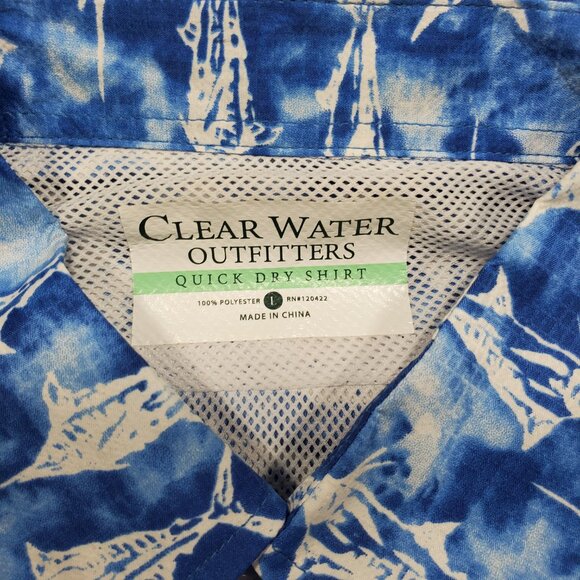 CLEAR WATER
OUTFITTERS
QUICK DRY SHIRT
100% POLYESTER L RN#120422
MADE IN CHINA